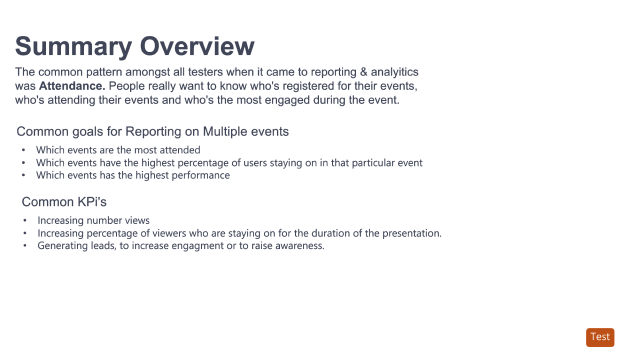 Summary Overview
The common pattern amongst all testers when it came to reporting & analyitics
was Attendance. People really want to know who's registered for their events,
who's attending their events and who's the most engaged during the event.
Common goals for Reporting on Multiple events
• Which events are the most attended
• Which events have the highest percentage of users staying on in that particular event
• Which events has the highest performance
Common KPi's
• Increasing number views
• Increasing percentage of viewers who are staying on for the duration of the presentation.
• Generating leads, to increase engagment or to raise awareness.
Test